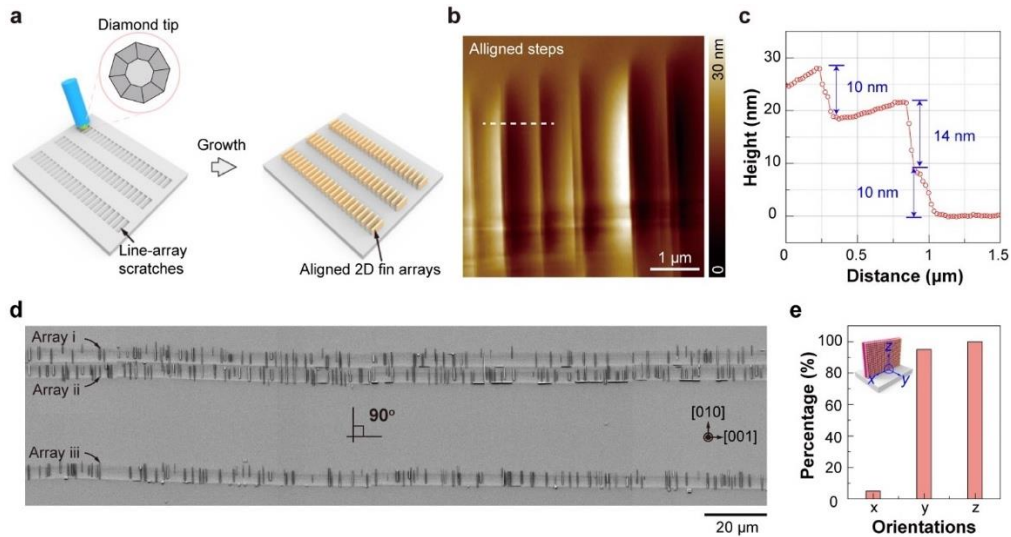 a
Diamond tip
Growth
Line-array
scratches
Aligned 2D fin arrays
b
Alligned steps
1 µm
30 nm
0
c
Height (nm)
30
20
10
0
10 nm
14 nm
10 nm
0
0.5
1
1.5
Distance (µm)
d
Array i
Array ii
Array iii
90°
[010]
[001]
20 µm
e
Percentage (%)
100
80
60
40
20
0
z
x
y
x
y
z
Orientations